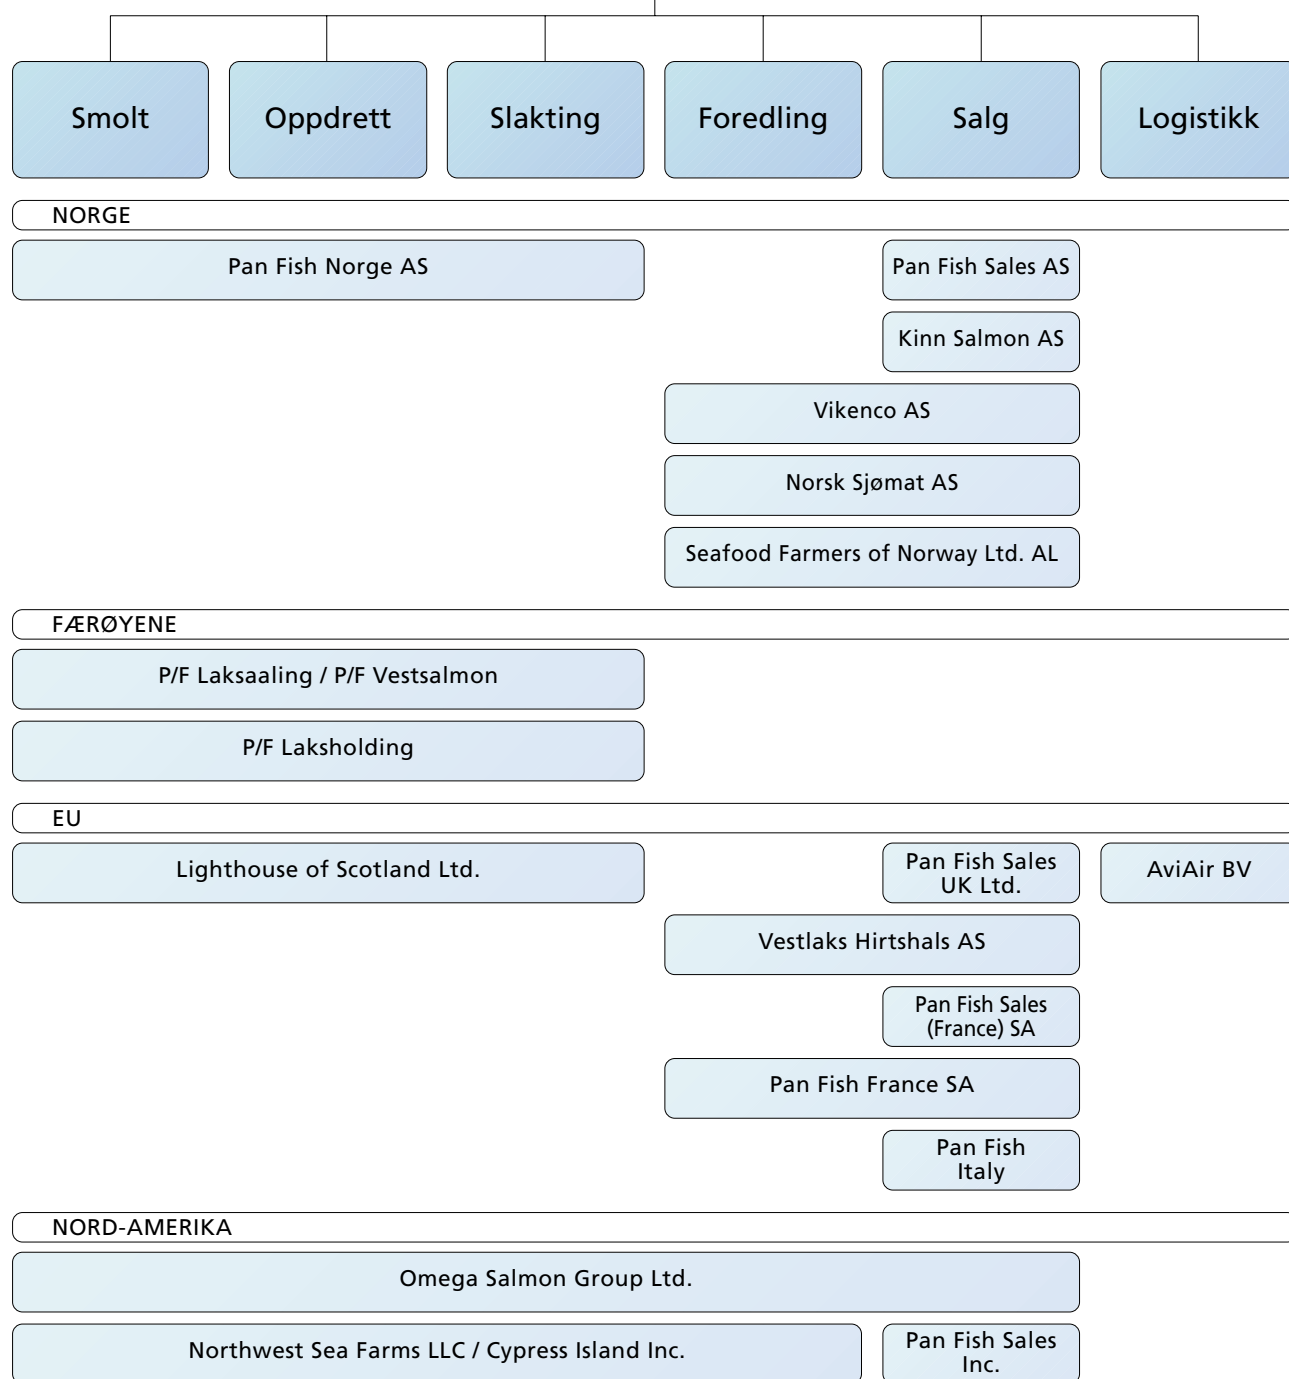 Smolt
Oppdrett
Slakting
Foredling
Salg
Logistikk
NORGE
Pan Fish Norge AS
Pan Fish Sales AS
Kinn Salmon AS
Vikenco AS
Norsk Sjømat AS
Seafood Farmers of Norway Ltd. AL
FÆRØYENE
P/F Laksaaling / P/F Vestsalmon
P/F Laksholding
EU
Lighthouse of Scotland Ltd.
Pan Fish Sales
UK Ltd.
AviAir BV
Vestlaks Hirtshals AS
Pan Fish Sales
(France) SA
Pan Fish France SA
Pan Fish
Italy
NORD-AMERIKA
Omega Salmon Group Ltd.
Northwest Sea Farms LLC / Cypress Island Inc.
Pan Fish Sales
Inc.